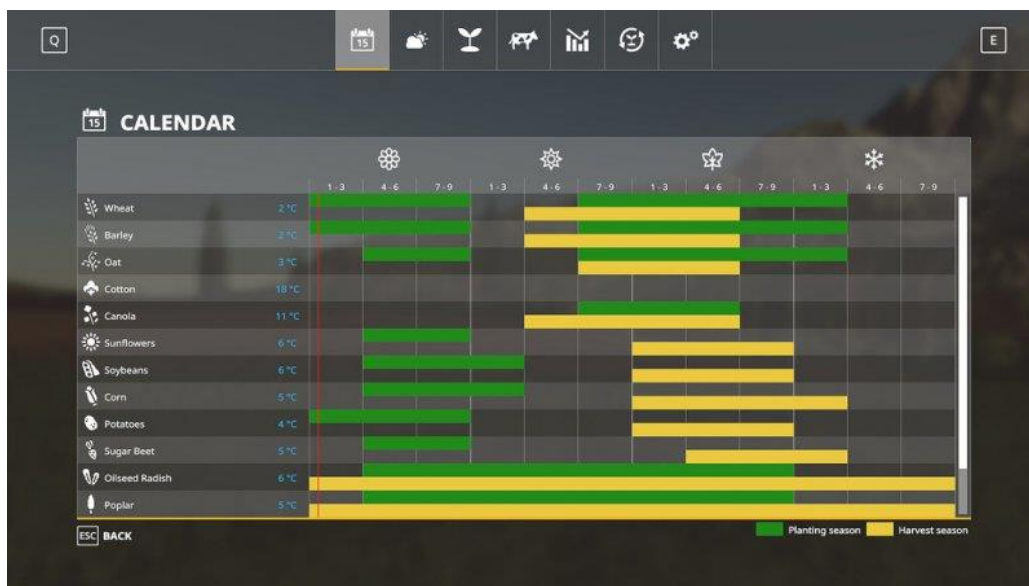 Q
15
E
15 CALENDAR
1 - 3 4 - 6 7 - 9 1 - 3 4 - 6 7 - 9 1 - 3 4 - 6 7 - 9 1 - 3 4 - 6 7 - 9
Wheat 2 °C
Barley 2 °C
Oat 3 °C
Cotton 18 °C
Canola 11 °C
Sunflowers 6 °C
Soybeans 6 °C
Corn 5 °C
Potatoes 4 °C
Sugar Beet 5 °C
Oilseed Radish 6 °C
Poplar 5 °C
ESC BACK
Planting season Harvest season